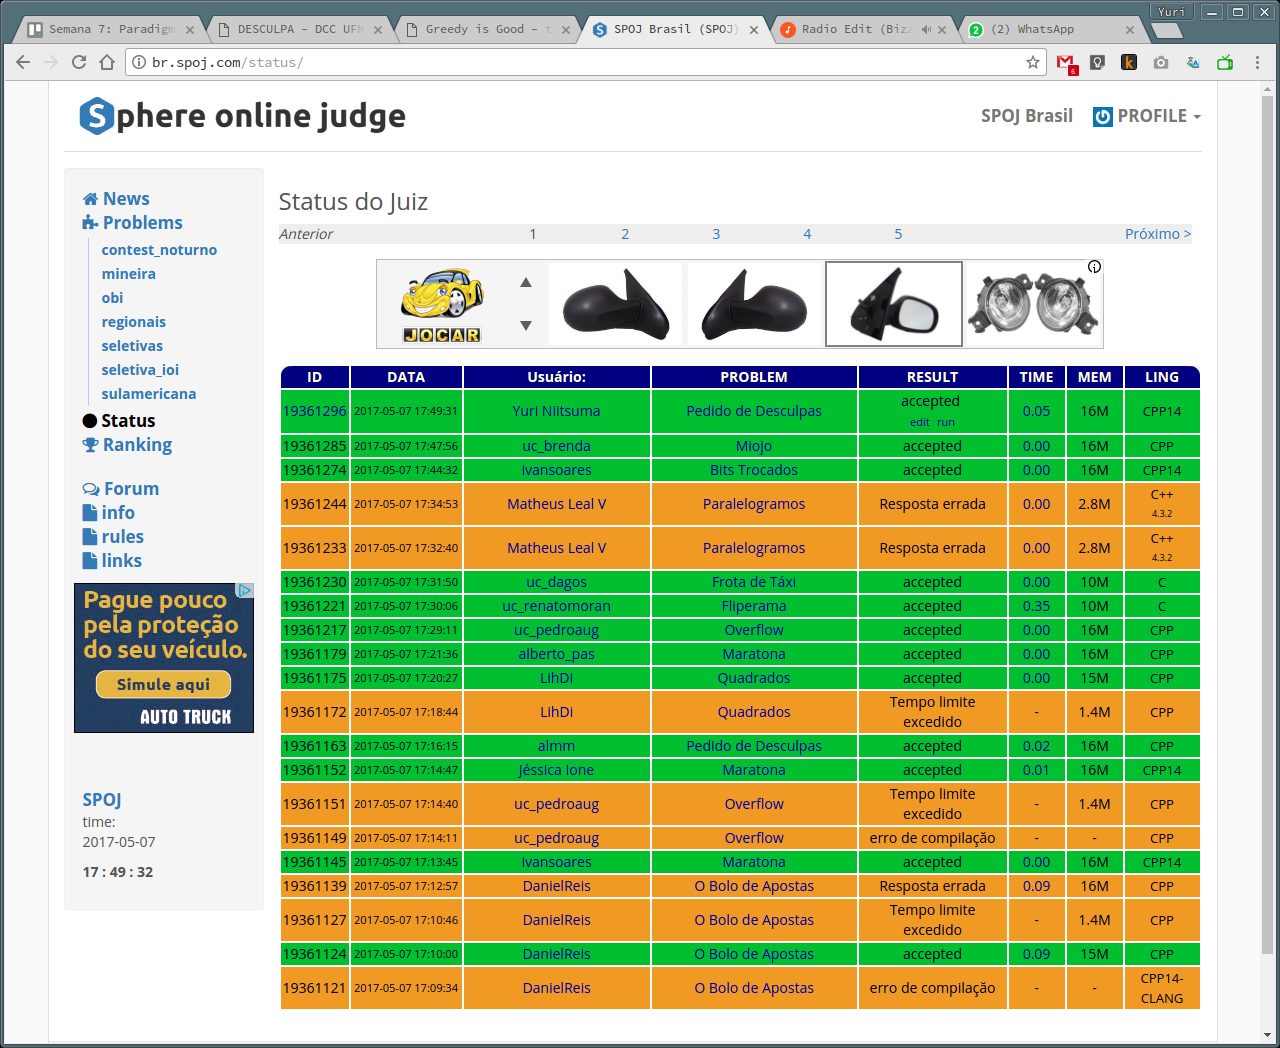 Yuri
Semana 7: Paradigm
DESCULPA - DCC UFM
Greedy is Good - t
SPOJ Brasil (SPOJ)
Radio Edit (Bizz
(2) WhatsApp
br.spoj.com/status/
6
Sphere online judge
SPOJ Brasil
PROFILE
News
Problems
contest_noturno
mineira
obi
regionais
seletivas
seletiva_ioi
sulamericana
Status
Ranking
Forum
info
rules
links
Pague pouco
pela proteção
do seu veículo.
Simule aqui
AUTO TRUCK
SPOJ
time:
2017-05-07
17 : 49 : 32
Status do Juiz
Anterior 1 2 3 4 5 Próximo >
JOCAR
ID DATA Usuário: PROBLEM RESULT TIME MEM LING
19361296 2017-05-07 17:49:31 Yuri Niitsuma Pedido de Desculpas accepted edit run 0.05 16M CPP14
19361285 2017-05-07 17:47:56 uc_brenda Miojo accepted 0.00 16M CPP
19361274 2017-05-07 17:44:32 ivansoares Bits Trocados accepted 0.00 16M CPP14
19361244 2017-05-07 17:34:53 Matheus Leal V Paralelogramos Resposta errada 0.00 2.8M C++ 4.3.2
19361233 2017-05-07 17:32:40 Matheus Leal V Paralelogramos Resposta errada 0.00 2.8M C++ 4.3.2
19361230 2017-05-07 17:31:50 uc_dagos Frota de Táxi accepted 0.00 10M C
19361221 2017-05-07 17:30:06 uc_renatomoran Fliperama accepted 0.35 10M C
19361217 2017-05-07 17:29:11 uc_pedroaug Overflow accepted 0.00 16M CPP
19361179 2017-05-07 17:21:36 alberto_pas Maratona accepted 0.00 16M CPP
19361175 2017-05-07 17:20:27 LihDi Quadrados accepted 0.00 15M CPP
19361172 2017-05-07 17:18:44 LihDi Quadrados Tempo limite excedido - 1.4M CPP
19361163 2017-05-07 17:16:15 almm Pedido de Desculpas accepted 0.02 16M CPP
19361152 2017-05-07 17:14:47 Jéssica Ione Maratona accepted 0.01 16M CPP14
19361151 2017-05-07 17:14:40 uc_pedroaug Overflow Tempo limite excedido - 1.4M CPP
19361149 2017-05-07 17:14:11 uc_pedroaug Overflow erro de compilação - - CPP
19361145 2017-05-07 17:13:45 ivansoares Maratona accepted 0.00 16M CPP14
19361139 2017-05-07 17:12:57 DanielReis O Bolo de Apostas Resposta errada 0.09 16M CPP
19361127 2017-05-07 17:10:46 DanielReis O Bolo de Apostas Tempo limite excedido - 1.4M CPP
19361124 2017-05-07 17:10:00 DanielReis O Bolo de Apostas accepted 0.09 15M CPP
19361121 2017-05-07 17:09:34 DanielReis O Bolo de Apostas erro de compilação - - CPP14-CLANG